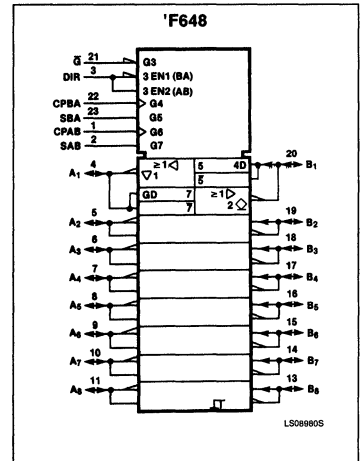 'F648
G̅ 21 G3
DIR 3 3 EN1 (BA)
3 EN2 (AB)
CPBA 22 G4
SBA 23 G5
CPAB 1 G6
SAB 2 G7
A1 4 ≥1◁ 5 4D 20 B1
▽1 5̅
GD 7 ≥1▷
7̅ 2◇
A2 5 19 B2
A3 6 18 B3
A4 7 17 B4
A5 8 16 B5
A6 9 15 B6
A7 10 14 B7
A8 11 13 B8
LS08980S